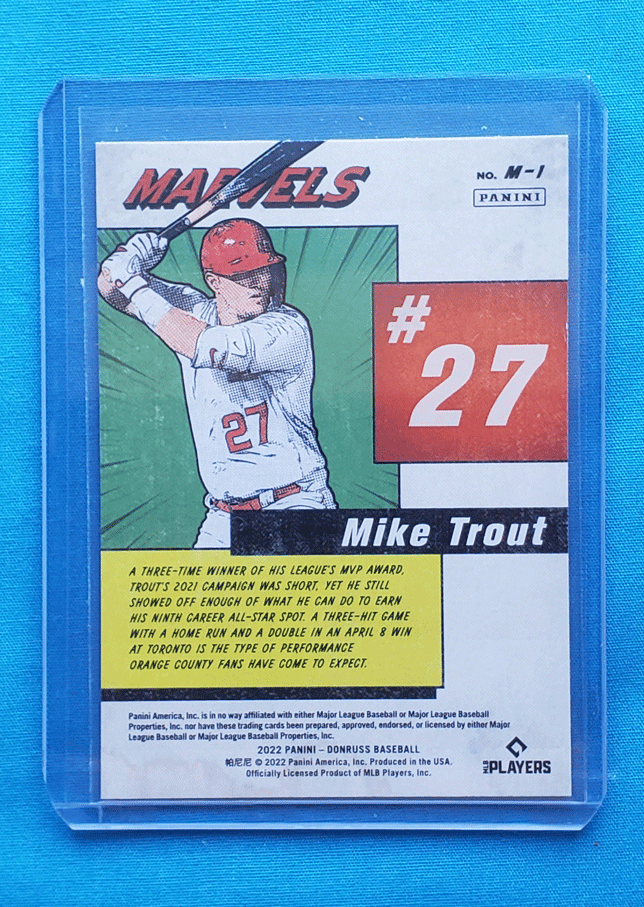 MARVELS
NO. M-1
PANINI
#
27
27
Mike Trout
A THREE-TIME WINNER OF HIS LEAGUE'S MVP AWARD,
TROUT'S 2021 CAMPAIGN WAS SHORT, YET HE STILL
SHOWED OFF ENOUGH OF WHAT HE CAN DO TO EARN
HIS NINTH CAREER ALL-STAR SPOT. A THREE-HIT GAME
WITH A HOME RUN AND A DOUBLE IN AN APRIL 8 WIN
AT TORONTO IS THE TYPE OF PERFORMANCE
ORANGE COUNTY FANS HAVE COME TO EXPECT.
Panini America, Inc. is in no way affiliated with either Major League Baseball or Major League Baseball
Properties, Inc. nor have these trading cards been prepared, approved, endorsed, or licensed by either Major
League Baseball or Major League Baseball Properties, Inc.
2022 PANINI – DONRUSS BASEBALL
帕尼尼 © 2022 Panini America, Inc. Produced in the USA.
Officially Licensed Product of MLB Players, Inc.
MLB PLAYERS